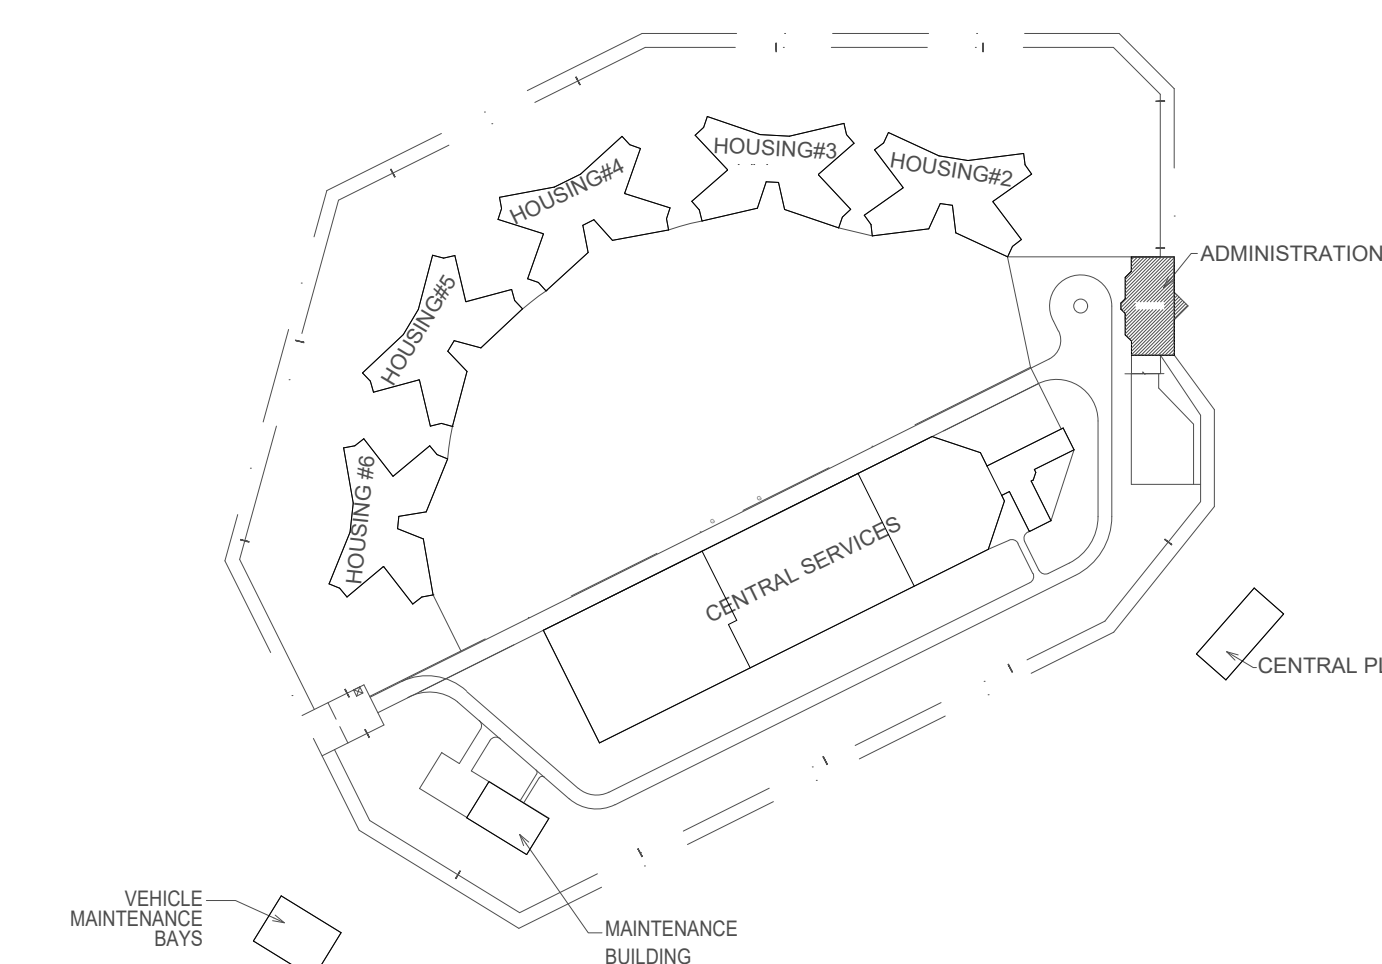 HOUSING#3
HOUSING#2
HOUSING#4
ADMINISTRATION
HOUSING#5
HOUSING #6
CENTRAL SERVICES
CENTRAL
VEHICLE
MAINTENANCE
BAYS
MAINTENANCE
BUILDING